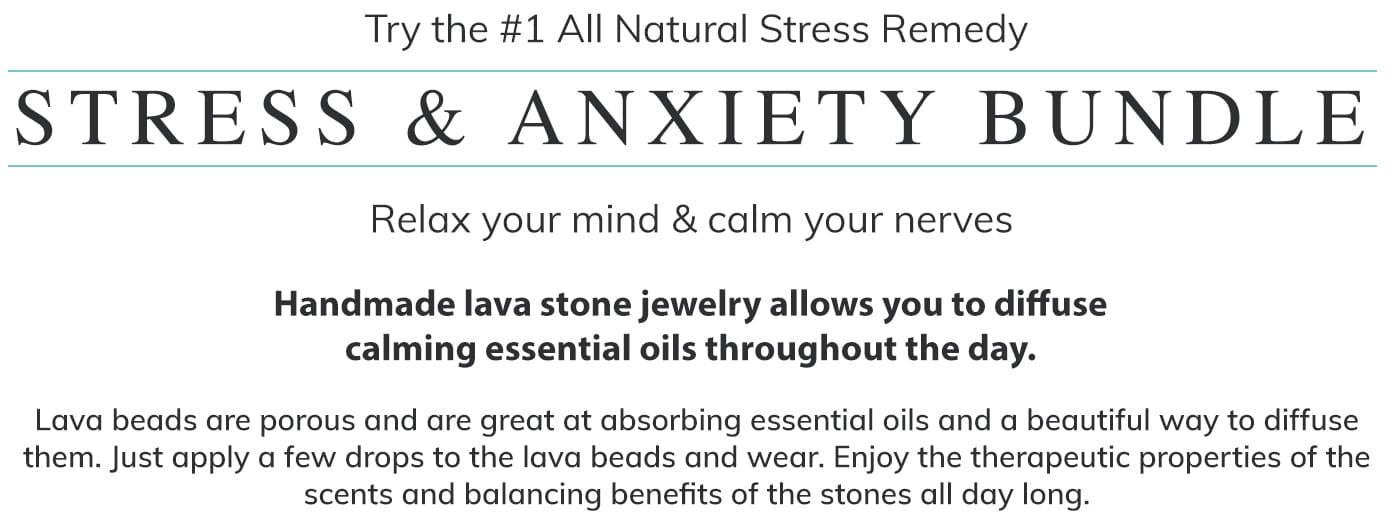 Try the #1 All Natural Stress Remedy
STRESS & ANXIETY BUNDLE
Relax your mind & calm your nerves
Handmade lava stone jewelry allows you to diffuse
calming essential oils throughout the day.
Lava beads are porous and are great at absorbing essential oils and a beautiful way to diffuse
them. Just apply a few drops to the lava beads and wear. Enjoy the therapeutic properties of the
scents and balancing benefits of the stones all day long.